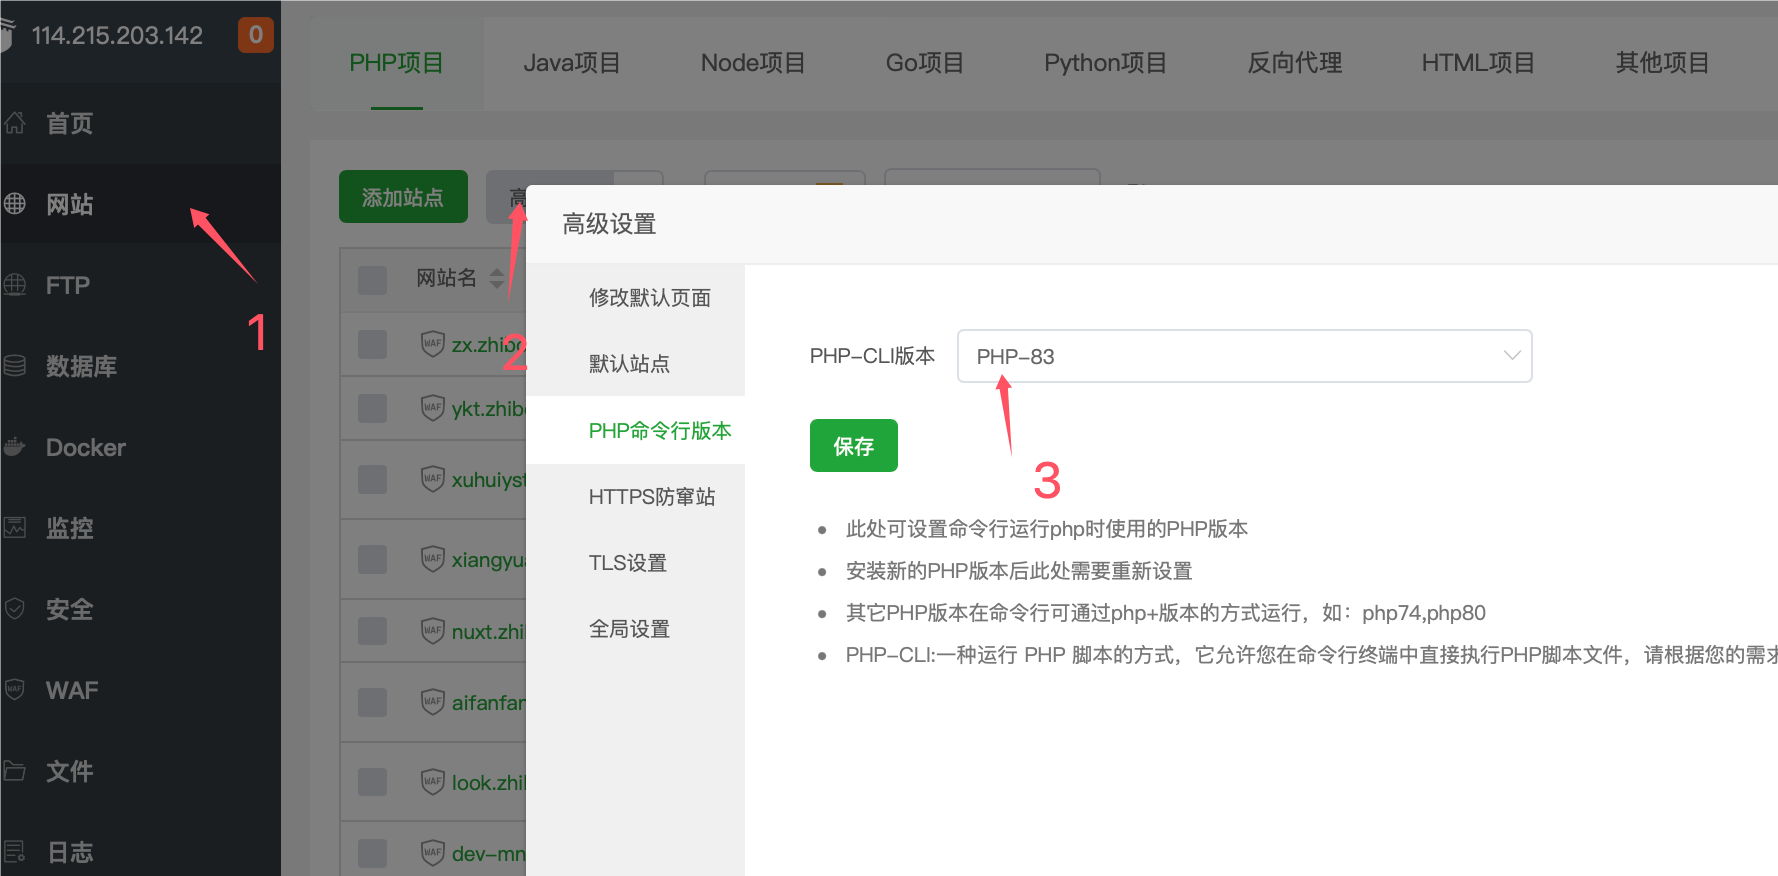 114.215.203.142
0
首页
网站
1
FTP
数据库
Docker
监控
安全
WAF
文件
日志
PHP项目
Java项目
Node项目
Go项目
Python项目
反向代理
HTML项目
其他项目
添加站点
高
2
网站名
WAF zx.zhib
WAF ykt.zhib
WAF xuhuiyst
WAF xiangyu
WAF nuxt.zhi
WAF aifanfan
WAF look.zhi
WAF dev-mn
高级设置
修改默认页面
默认站点
PHP命令行版本
HTTPS防窜站
TLS设置
全局设置
PHP-CLI版本
PHP-83
保存
3
此处可设置命令行运行php时使用的PHP版本
安装新的PHP版本后此处需要重新设置
其它PHP版本在命令行可通过php+版本的方式运行，如：php74,php80
PHP-CLI:一种运行 PHP 脚本的方式，它允许您在命令行终端中直接执行PHP脚本文件，请根据您的需求